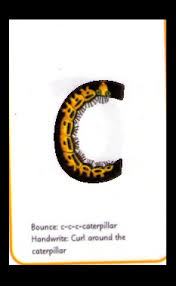 C
Bounce: c-c-c-caterpillar
Handwrite: Curl around the
caterpillar